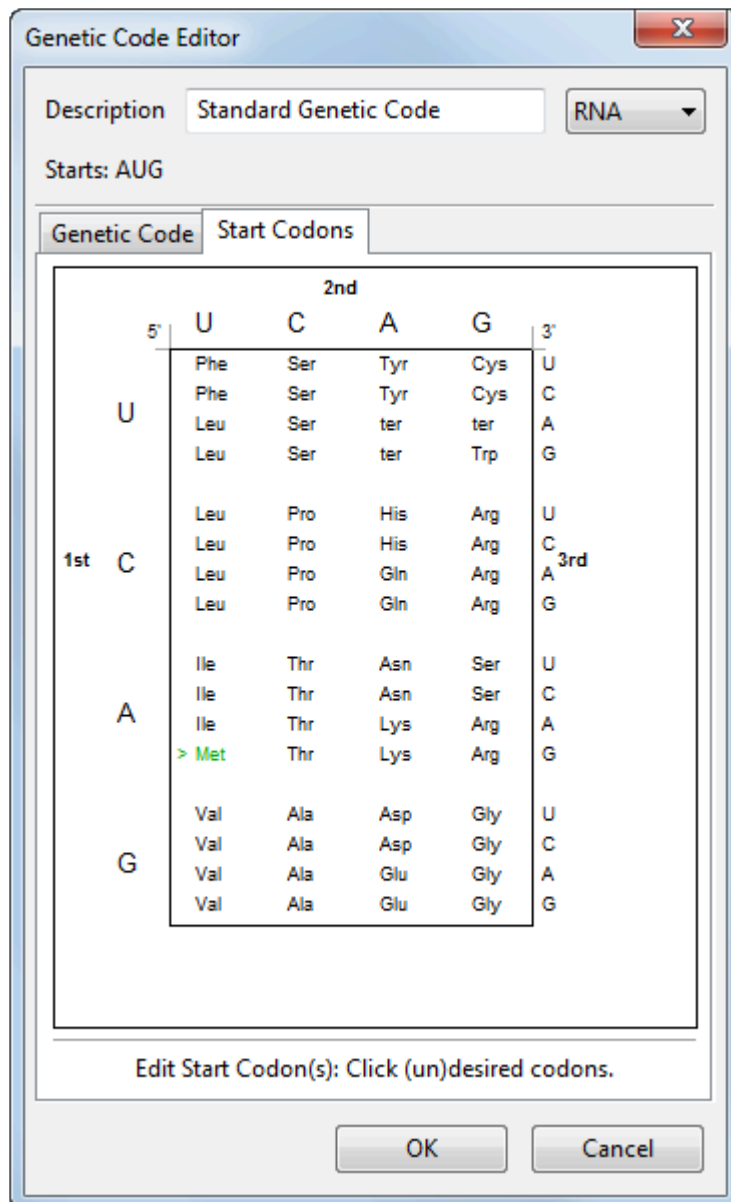 Genetic Code Editor
Description Standard Genetic Code RNA
Starts: AUG
Genetic Code Start Codons
2nd
5' U C A G 3'
Phe Ser Tyr Cys U
Phe Ser Tyr Cys C
U
Leu Ser ter ter A
Leu Ser ter Trp G
Leu Pro His Arg U
Leu Pro His Arg C
1st C 3rd
Leu Pro Gln Arg A
Leu Pro Gln Arg G
Ile Thr Asn Ser U
Ile Thr Asn Ser C
A
Ile Thr Lys Arg A
> Met Thr Lys Arg G
Val Ala Asp Gly U
Val Ala Asp Gly C
G
Val Ala Glu Gly A
Val Ala Glu Gly G
Edit Start Codon(s): Click (un)desired codons.
OK Cancel